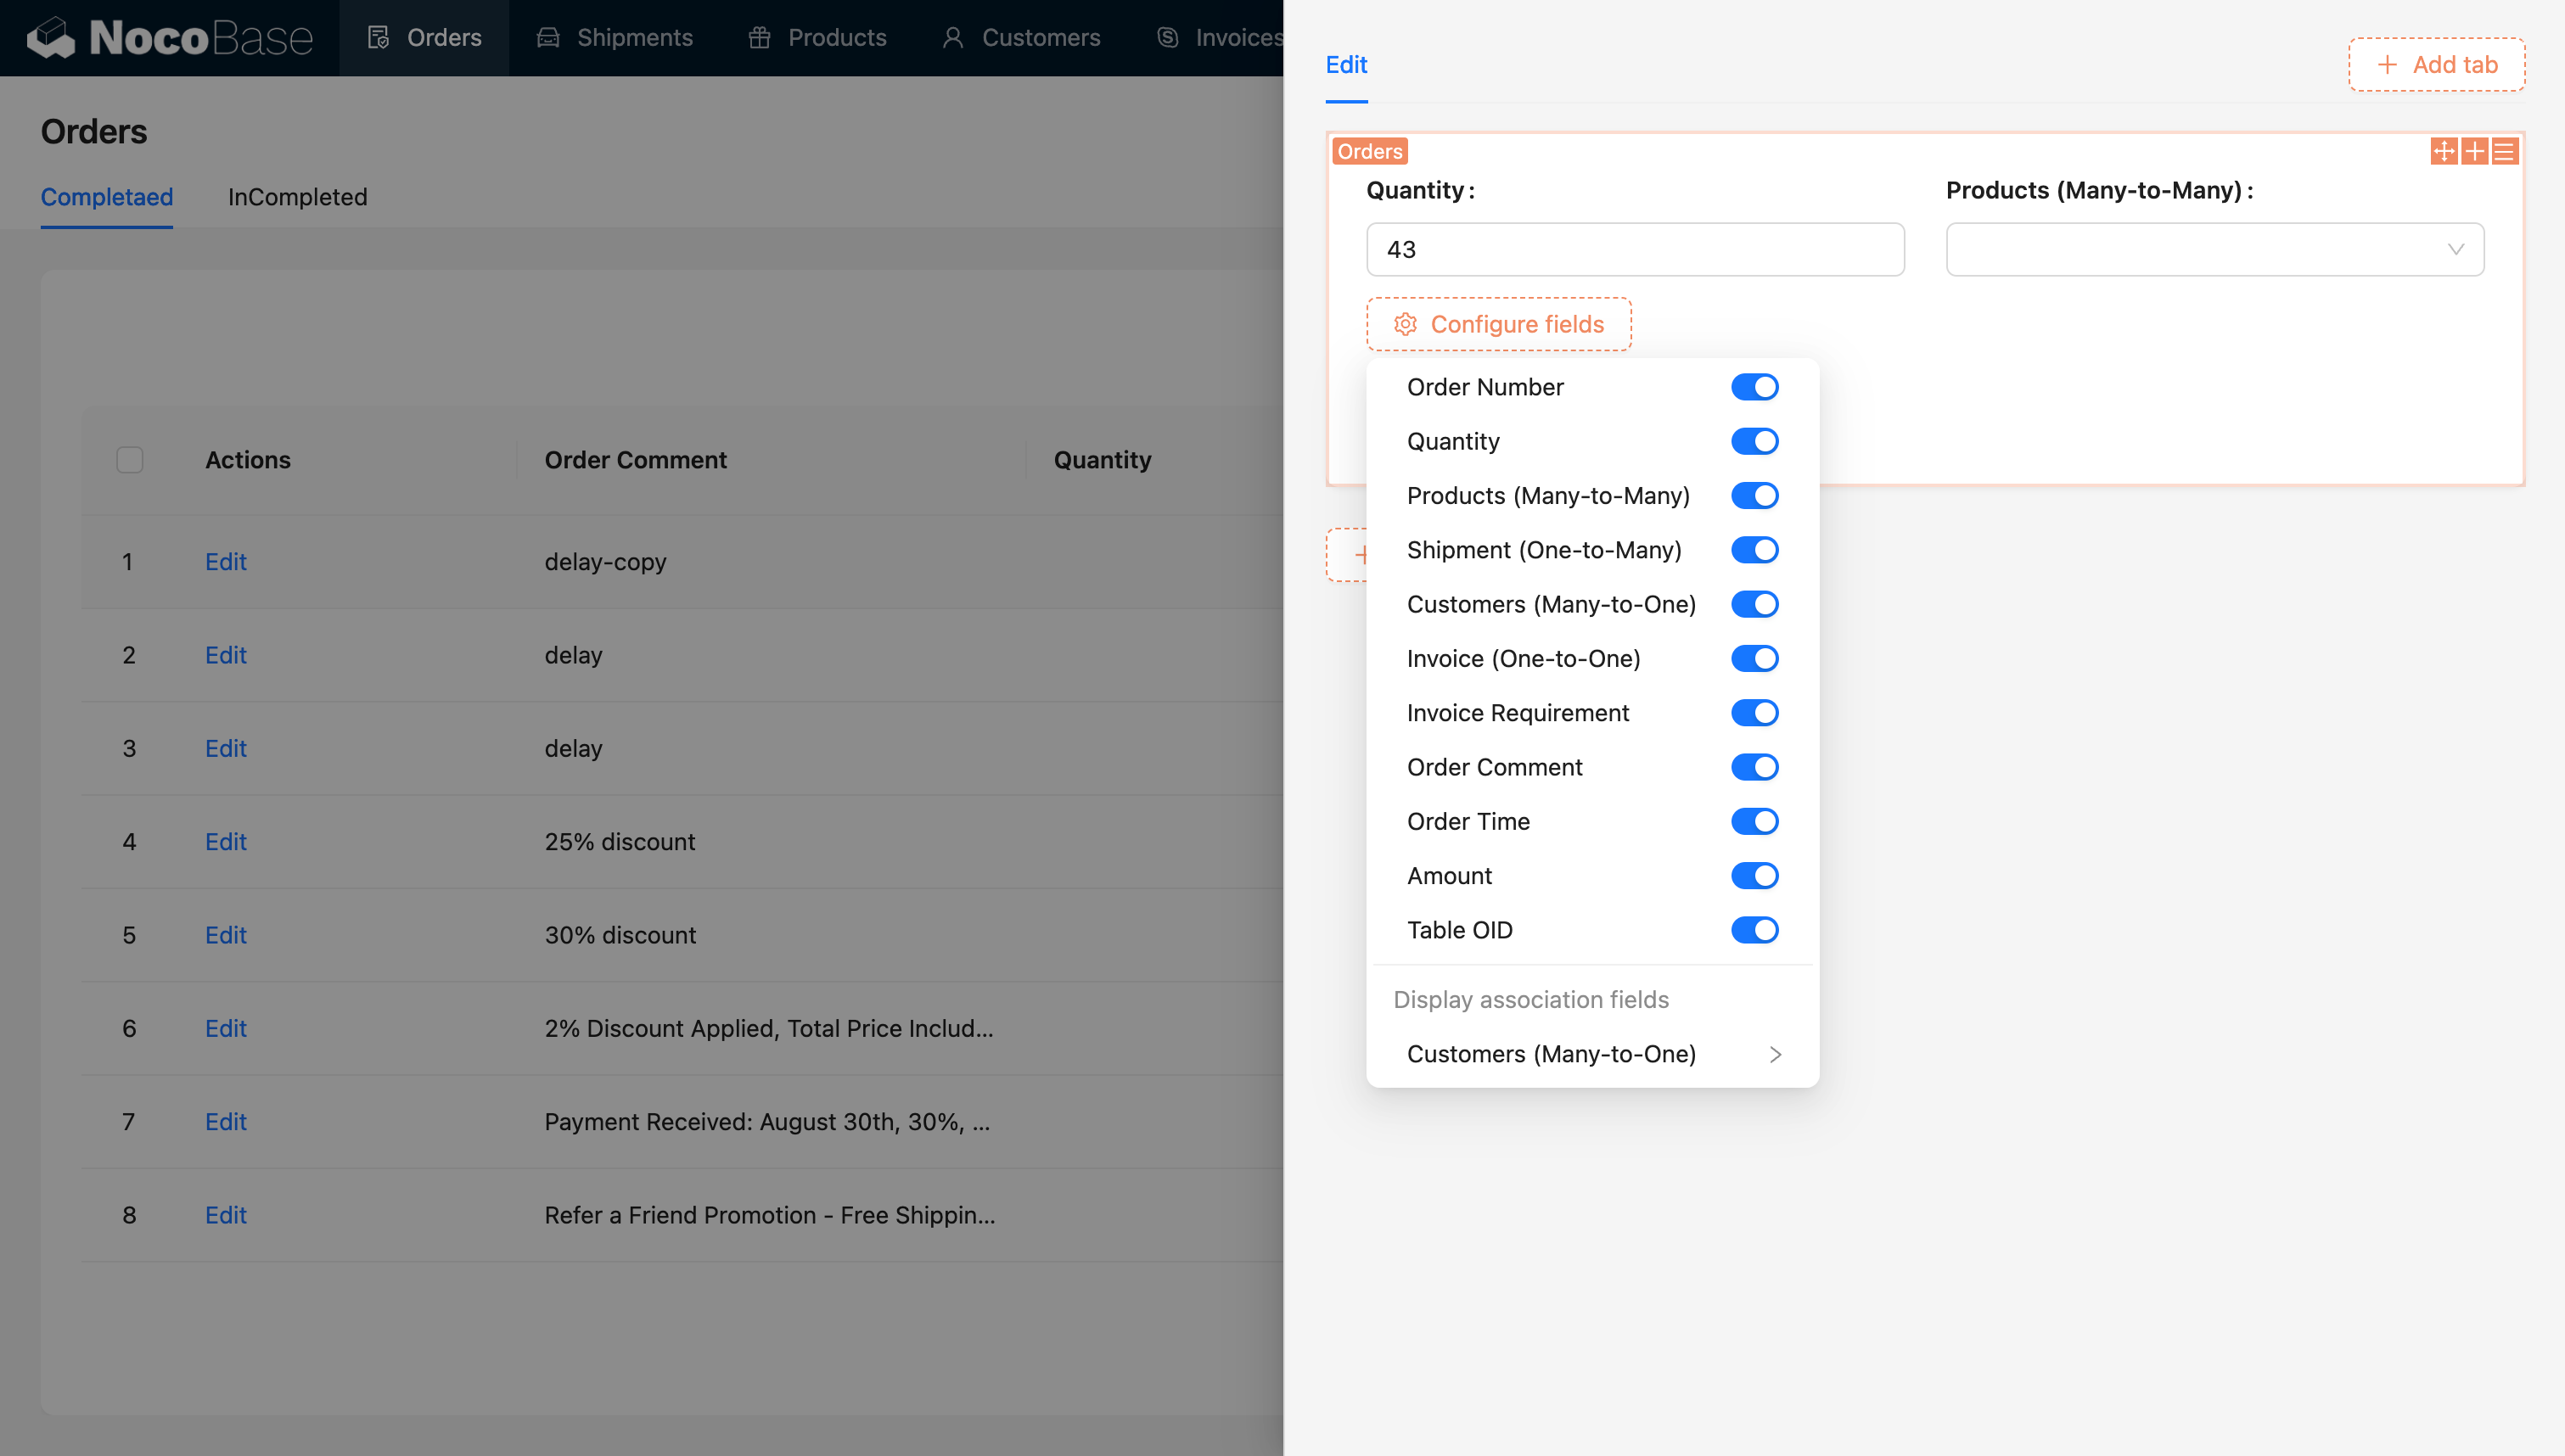 NocoBase
Orders
Shipments
Products
Customers
Invoices
Orders
Completaed
InCompleted
Actions
Order Comment
Quantity
1 Edit delay-copy
2 Edit delay
3 Edit delay
4 Edit 25% discount
5 Edit 30% discount
6 Edit 2% Discount Applied, Total Price Includ...
7 Edit Payment Received: August 30th, 30%, ...
8 Edit Refer a Friend Promotion - Free Shippin...
Edit
Add tab
Orders
Quantity:
43
Products (Many-to-Many):
Configure fields
Order Number
Quantity
Products (Many-to-Many)
Shipment (One-to-Many)
Customers (Many-to-One)
Invoice (One-to-One)
Invoice Requirement
Order Comment
Order Time
Amount
Table OID
Display association fields
Customers (Many-to-One)